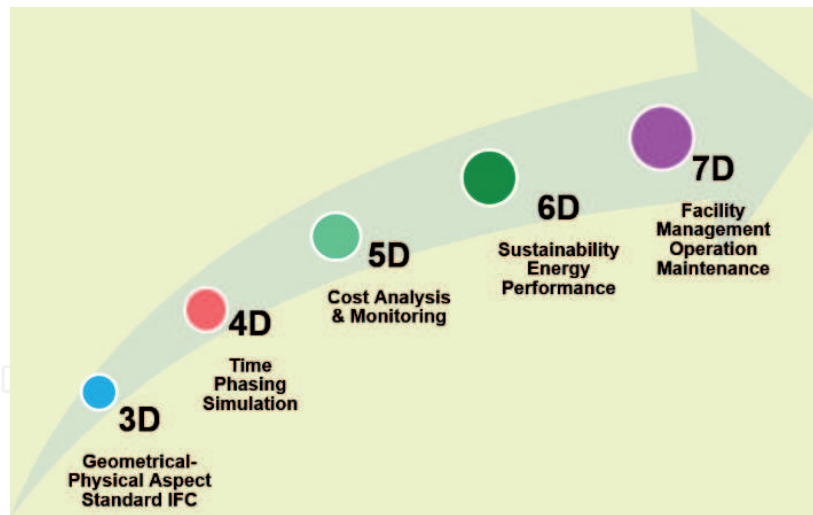 3D
Geometrical-
Physical Aspect
Standard IFC
4D
Time
Phasing
Simulation
5D
Cost Analysis
& Monitoring
6D
Sustainability
Energy
Performance
7D
Facility
Management
Operation
Maintenance